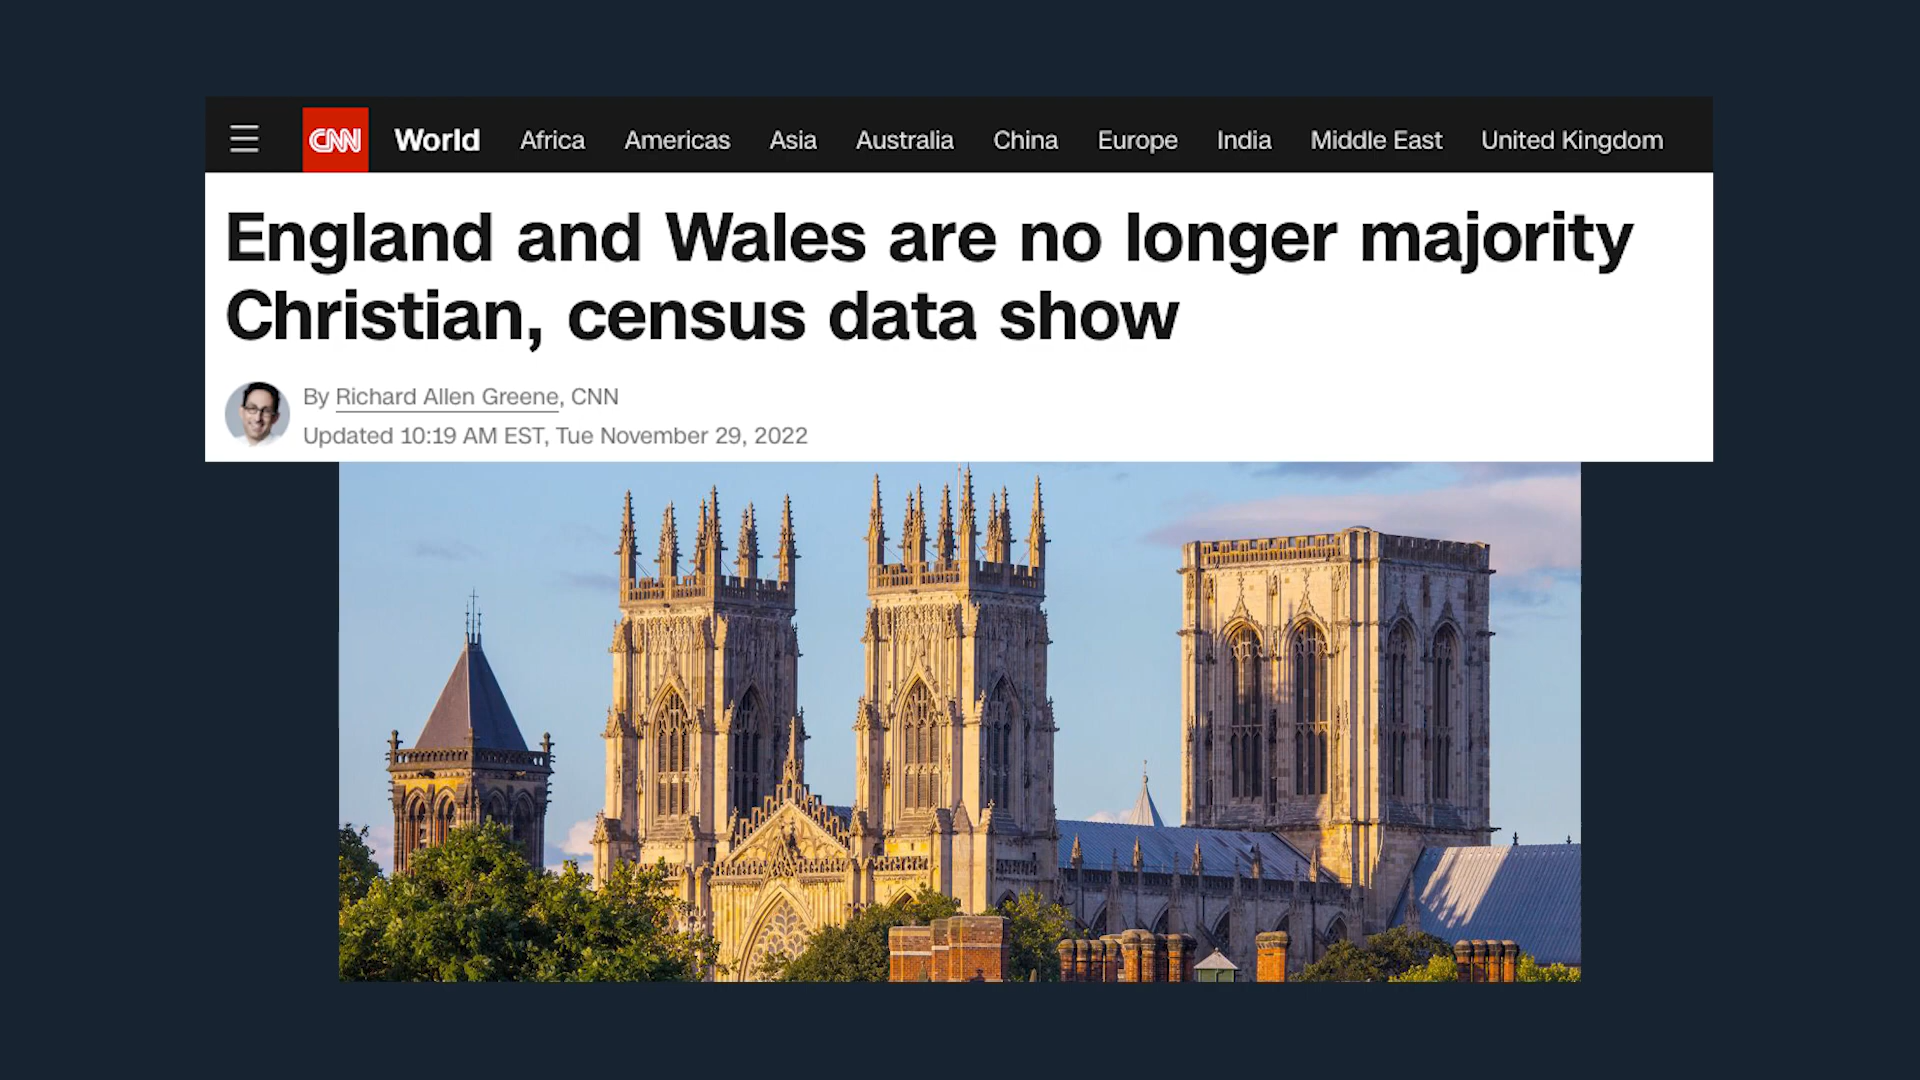 CNN World Africa Americas Asia Australia China Europe India Middle East United Kingdom
England and Wales are no longer majority
Christian, census data show
By Richard Allen Greene, CNN
Updated 10:19 AM EST, Tue November 29, 2022